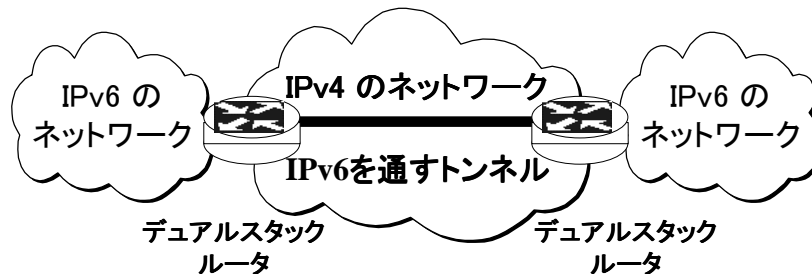 IPv6 の
ネットワーク
IPv4 のネットワーク
IPv6を通すトンネル
IPv6 の
ネットワーク
デュアルスタック
ルータ
デュアルスタック
ルータ